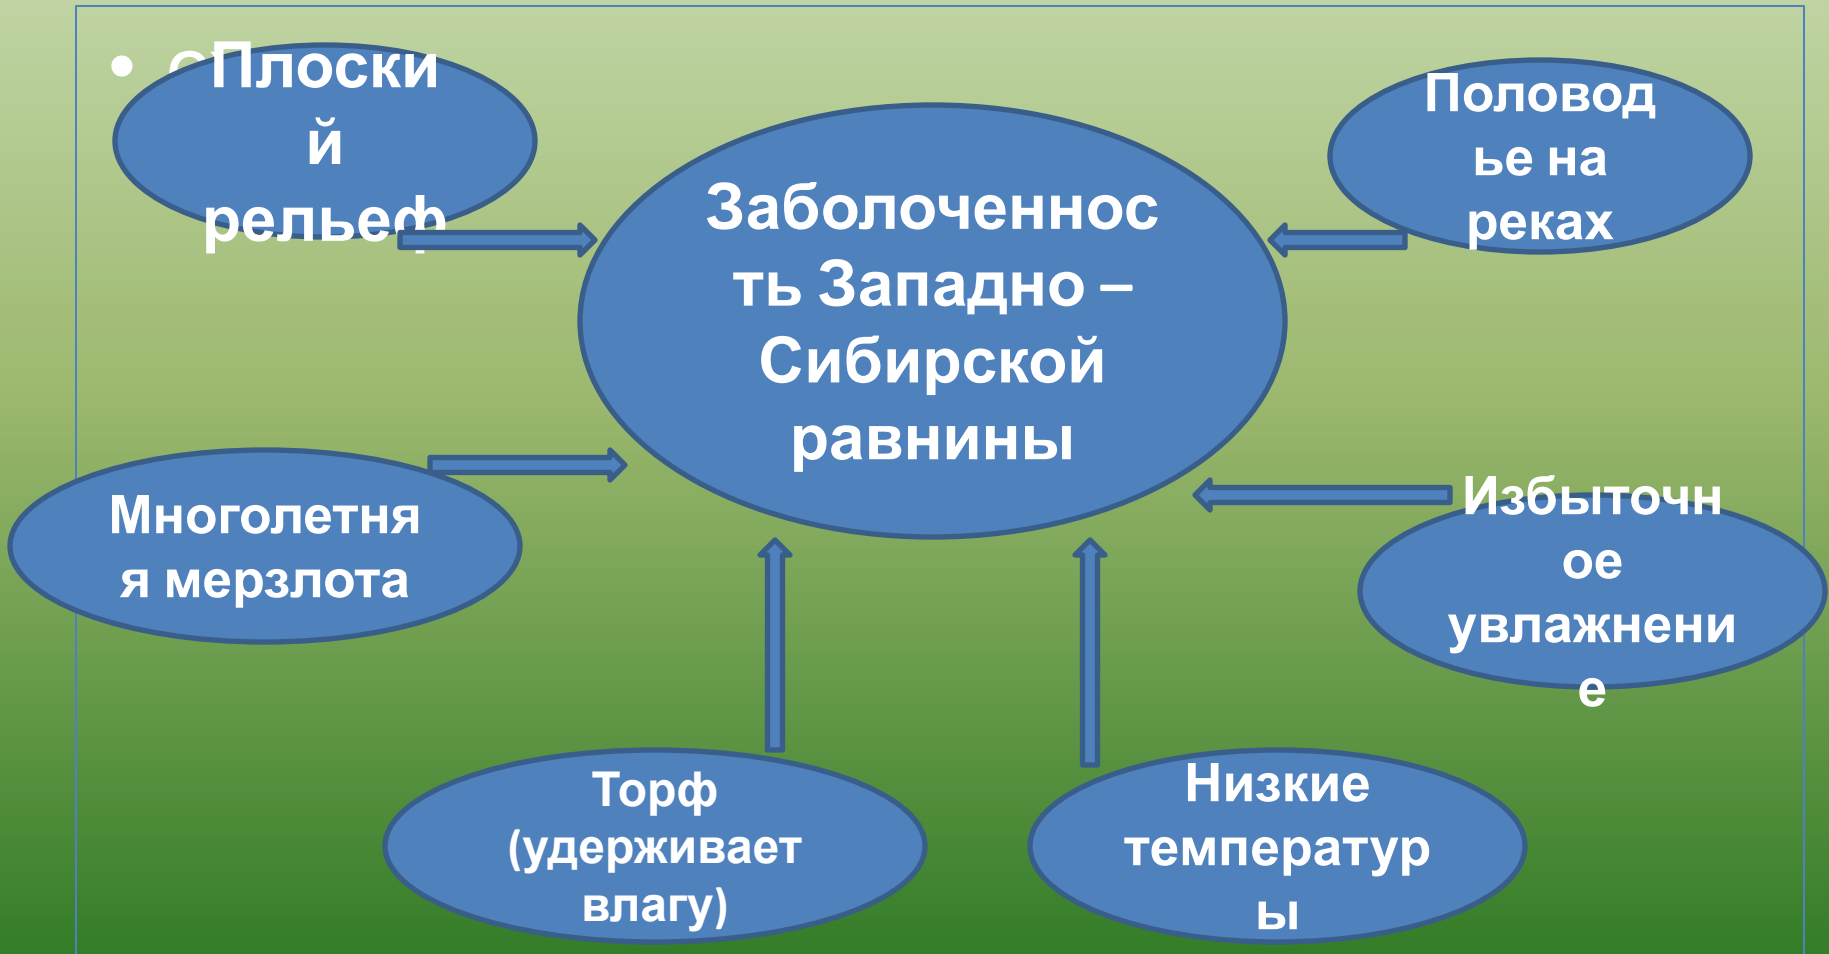 Плоски
й
рельеф
Половод
ье на
реках
Заболоченнос
ть Западно –
Сибирской
равнины
Многолетня
я мерзлота
Избыточн
ое
увлажнени
е
Торф
(удерживает
влагу)
Низкие
температур
ы